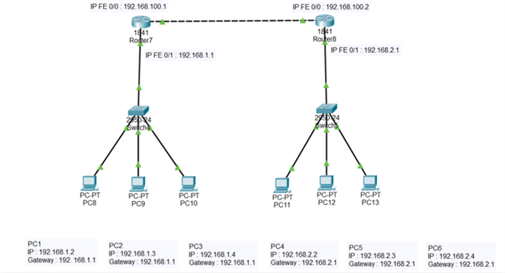 IP FE 0/0 : 192.168.100.1
IP FE 0/0 : 192.168.100.2
1841
Router7
1841
Router8
IP FE 0/1 : 192.168.1.1
IP FE 0/1 : 192.168.2.1
2950-24
2950-24
PC-PT
PC8
PC-PT
PC9
PC-PT
PC10
PC-PT
PC11
PC-PT
PC12
PC-PT
PC13
PC1
IP : 192.168.1.2
Gateway : 192.168.1.1
PC2
IP : 192.168.1.3
Gateway : 192.168.1.1
PC3
IP : 192.168.1.4
Gateway : 192.168.1.1
PC4
IP : 192.168.2.2
Gateway : 192.168.2.1
PC5
IP : 192.168.2.3
Gateway : 192.168.2.1
PC6
IP : 192.168.2.4
Gateway : 192.168.2.1